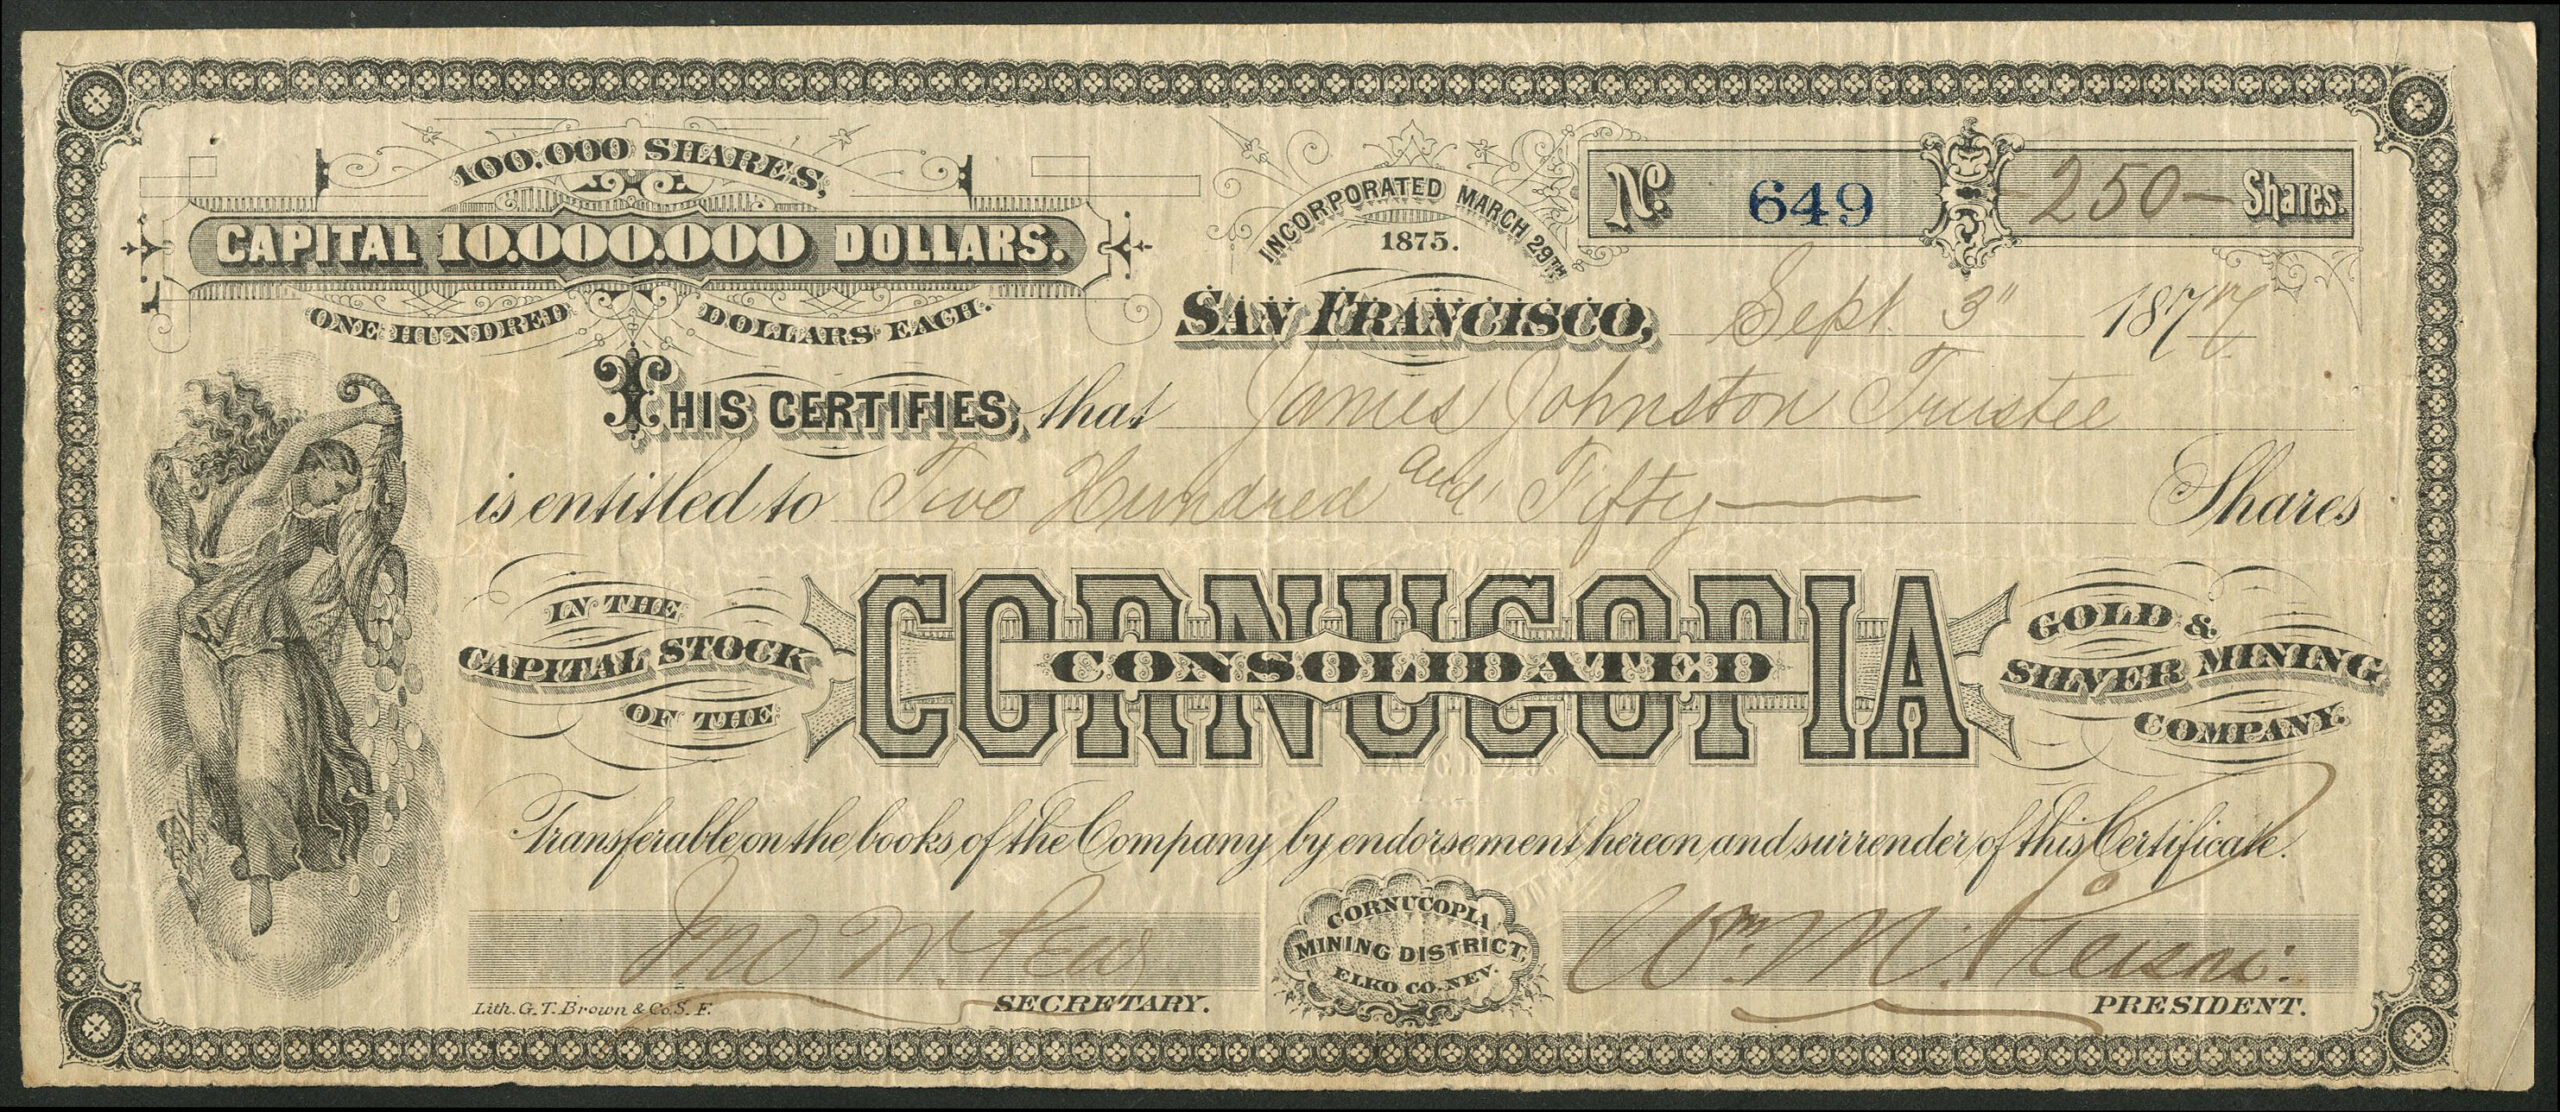 100.000 SHARES,
CAPITAL 10.000.000 DOLLARS.
ONE HUNDRED DOLLARS EACH.
INCORPORATED MARCH 29TH
1875.
No. 649 250 — Shares.
SAN FRANCISCO, Sept. 3" 1877
THIS CERTIFIES, that James Johnston Trustee
is entitled to Two Hundred and Fifty — Shares
IN THE
CAPITAL STOCK
OF THE
CORNUCOPIA
CONSOLIDATED
GOLD &
SILVER MINING
COMPANY.
Transferable on the books of the Company by endorsement hereon and surrender of this Certificate.
Jno W.
SECRETARY.
CORNUCOPIA
MINING DISTRICT,
ELKO CO. NEV.
Wm M.
PRESIDENT.
Lith. G. T. Brown & Co. S. F.